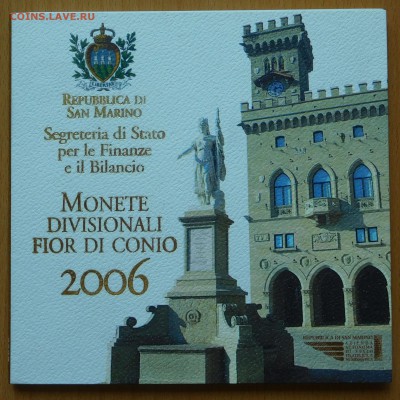 COINS.ЛАVE.RU
REPUBBLICA DI
SAN MARINO
Segreteria di Stato
per le Finanze
e il Bilancio
MONETE
DIVISIONALI
FIOR DI CONIO
2006
REPUBBLICA DI SAN MARINO